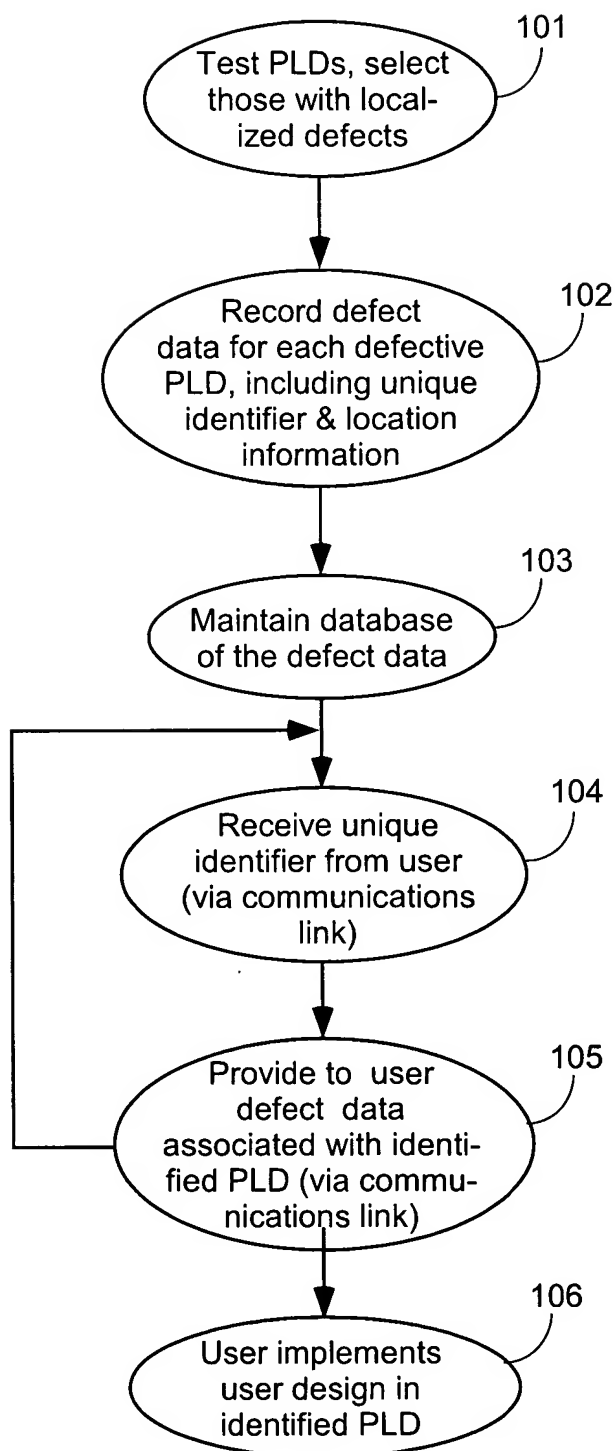 101
Test PLDs, select
those with local-
ized defects
102
Record defect
data for each defective
PLD, including unique
identifier & location
information
103
Maintain database
of the defect data
104
Receive unique
identifier from user
(via communications
link)
105
Provide to user
defect data
associated with identi-
fied PLD (via commu-
nications link)
106
User implements
user design in
identified PLD